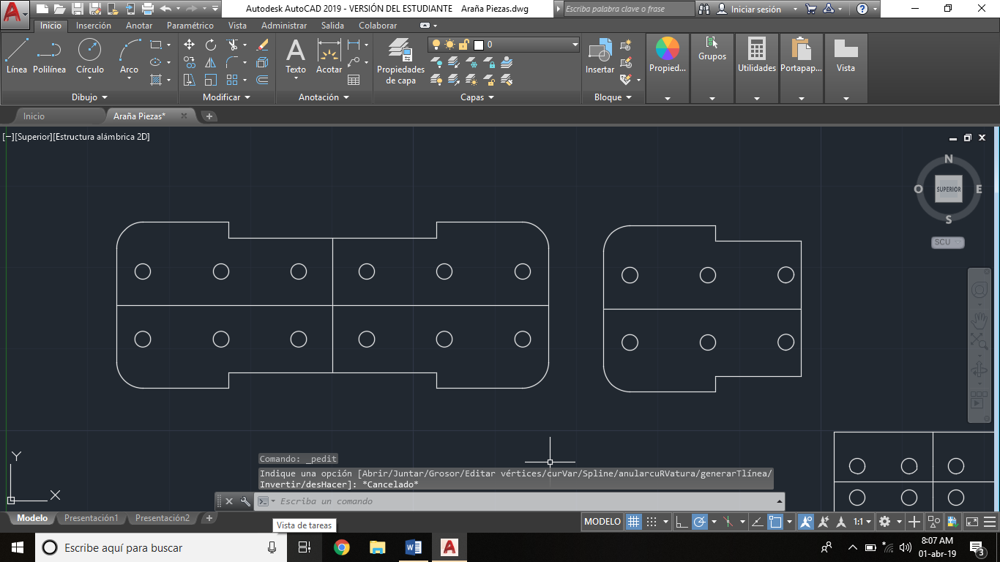 Autodesk AutoCAD 2019 - VERSIÓN DEL ESTUDIANTE Araña Piezas.dwg
Escriba palabra clave o frase
Iniciar sesión
Inicio Inserción Anotar Paramétrico Vista Administrar Salida Colaborar
Línea Polilínea Círculo Arco
Texto Acotar
Propiedades de capa
0
Insertar
Propied...
Grupos
Utilidades
Portapap...
Vista
Dibujo Modificar Anotación Capas Bloque
Inicio Araña Piezas*
[−][Superior][Estructura alámbrica 2D]
N
O SUPERIOR E
S
SCU
Y
X
Comando: _pedit
Indique una opción [Abrir/Juntar/Grosor/Editar vértices/curVar/Spline/anularcuRVatura/generarTlínea/
Invertir/desHacer]: *Cancelado*
Escriba un comando
Modelo Presentación1 Presentación2
MODELO
1:1
Vista de tareas
Escribe aquí para buscar
8:07 AM
01-abr-19
3